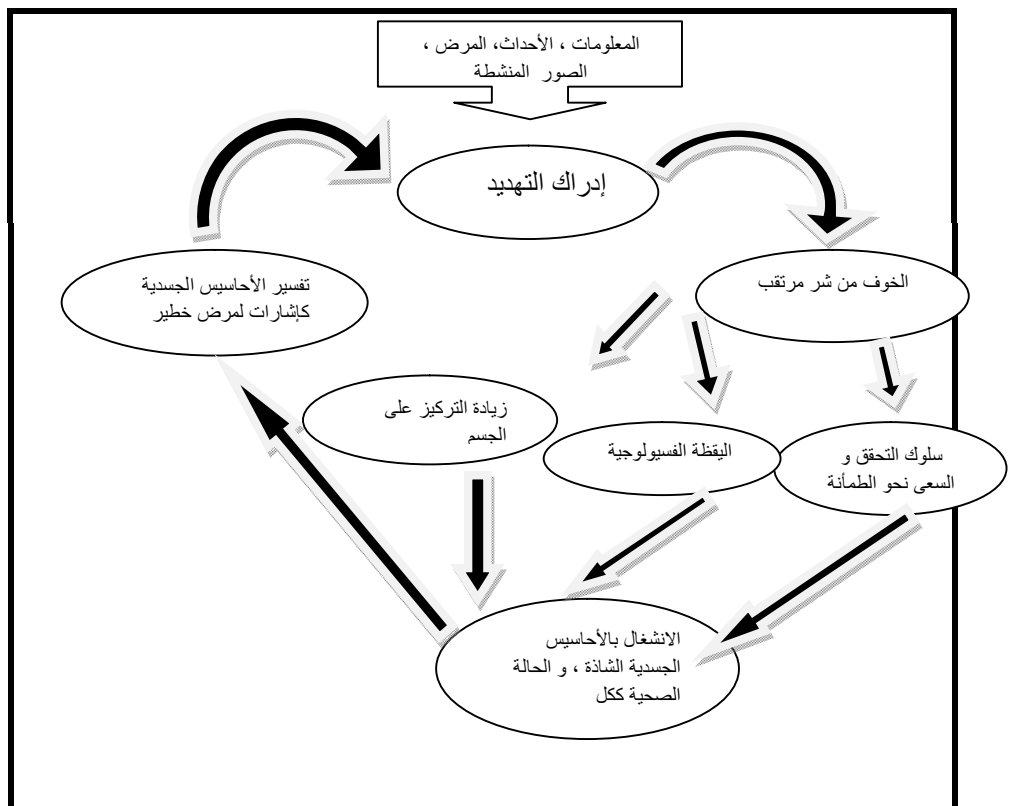 المعلومات ، الأحداث، المرض ،
الصور المنشطة
إدراك التهديد
الخوف من شر مرتقب
تفسير الأحاسيس الجسدية
كإشارات لمرض خطير
زيادة التركيز على
الجسم
اليقظة الفسيولوجية
سلوك التحقق و
السعى نحو الطمأنة
الانشغال بالأحاسيس
الجسدية الشاذة ، و الحالة
الصحية ككل